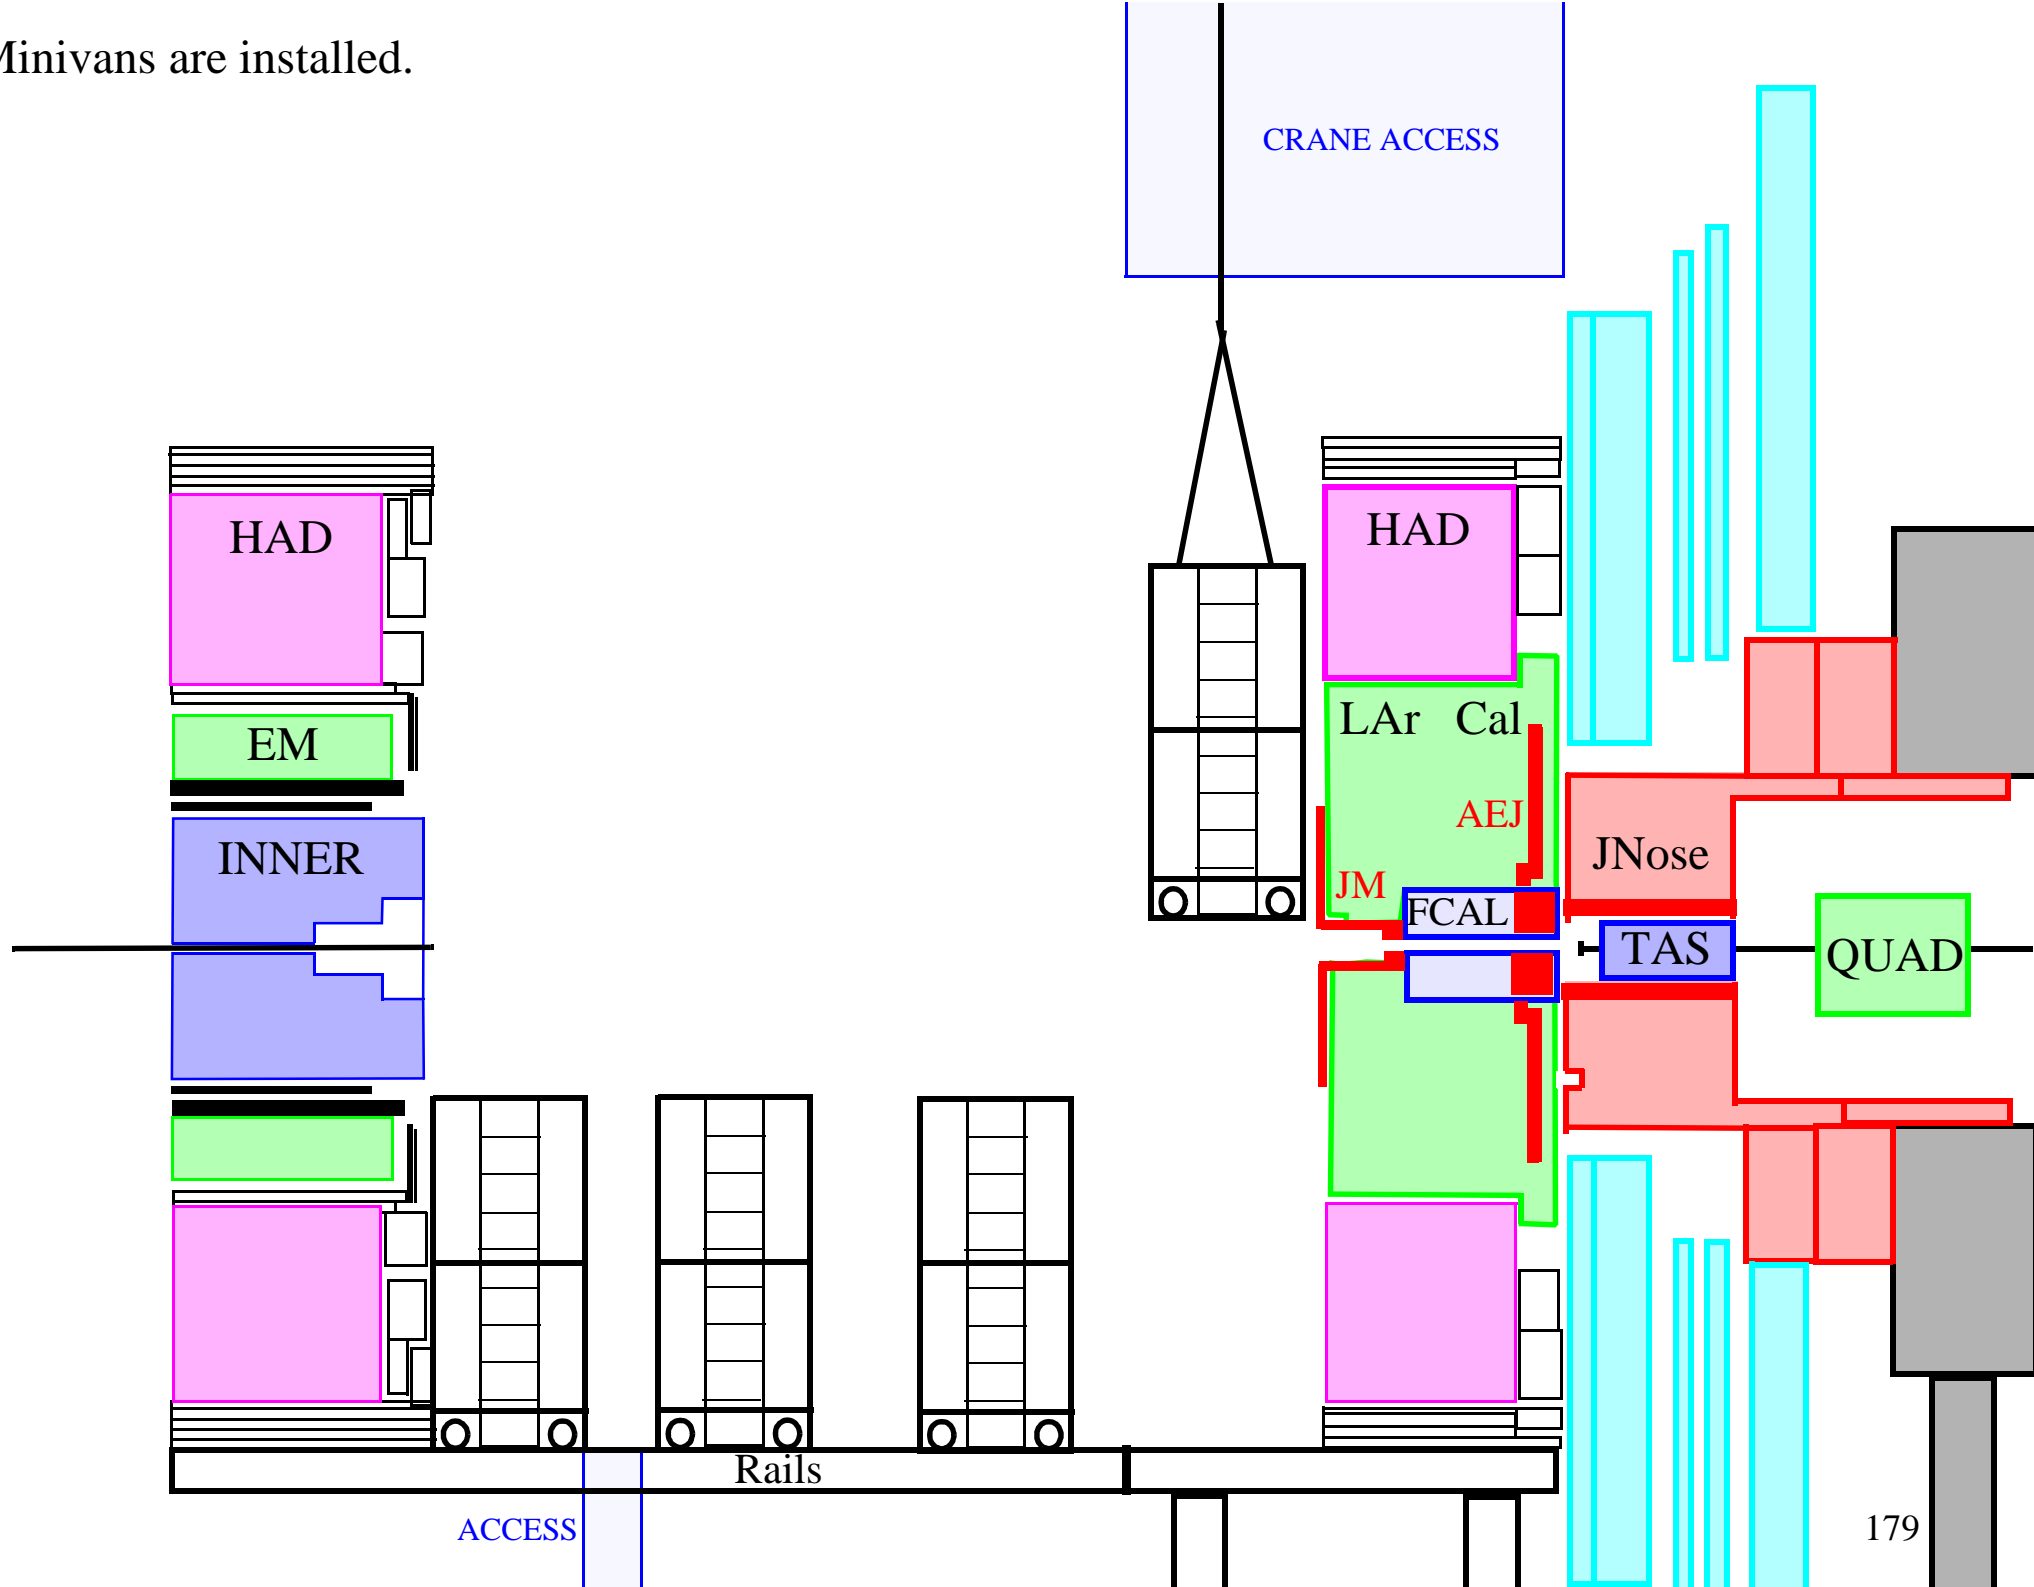 Minivans are installed.
CRANE ACCESS
HAD
HAD
LAr Cal
EM
AEJ
INNER
JNose
JM
FCAL
TAS
QUAD
Rails
ACCESS
179